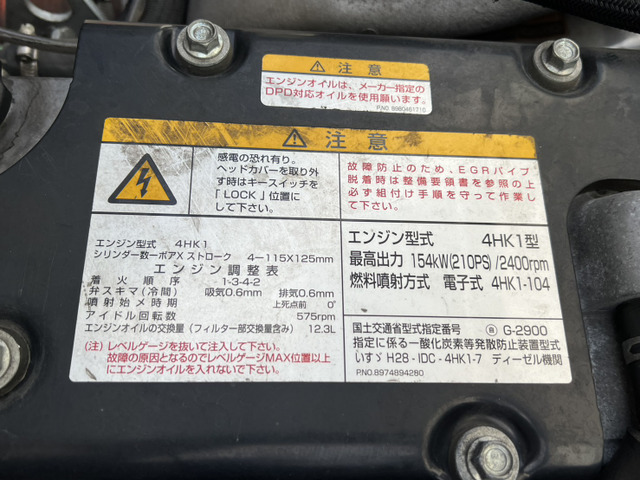 ⚠ 注意
エンジンオイルは、メーカー指定の
DPD対応オイルを使用願います。
P.NO 8980461710
⚠ 注意
感電の恐れ有り。
ヘッドカバーを取り外
す時はキースイッチを
「LOCK」位置に
して下さい。
故障防止のため、EGRパイプ
脱着時は整備要領書を参照の上
必ず組付け手順を守って作業し
て下さい。
エンジン型式 4HK1
シリンダ数ーボアXストローク 4－115X125mm
エンジン調整表
着火順序 1-3-4-2
弁スキマ(冷間) 吸気0.6mm 排気0.6mm
噴射始メ時期 上死点前 0°
アイドル回転数 575rpm
エンジンオイルの交換量(フィルター部交換量含み) 12.3L
(注)レベルゲージを抜いて注入して下さい。
故障の原因となるのでレベルゲージMAX位置以上
にエンジンオイルを入れないで下さい。
エンジン型式 4HK1型
最高出力 154kW(210PS)/2400rpm
燃料噴射方式 電子式 4HK1-104
国土交通省型式指定番号 G-2900
指定に係る一酸化炭素等発散防止装置型式
いすゞ H28-IDC-4HK1-7 ディーゼル機関
P.NO.8974894280